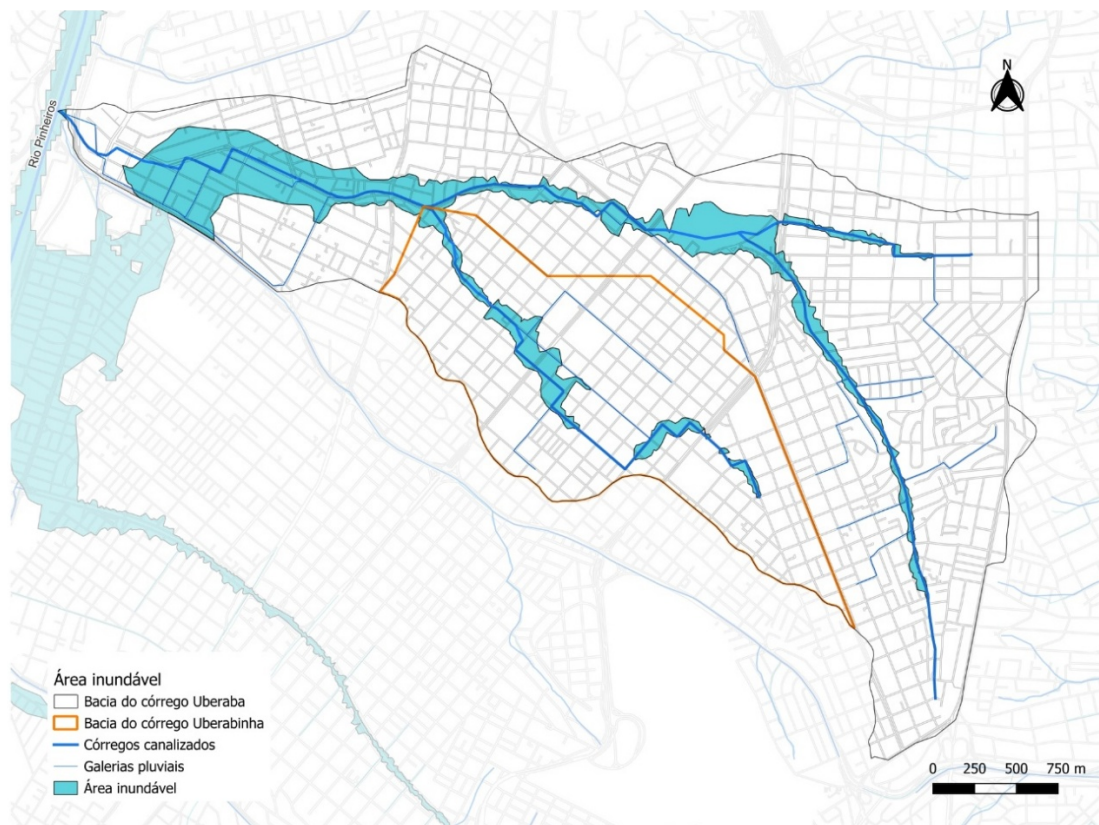 N
Rio Pinheiros
Área inundável
Bacia do córrego Uberaba
Bacia do córrego Uberabinha
Córregos canalizados
Galerias pluviais
Área inundável
0 250 500 750 m